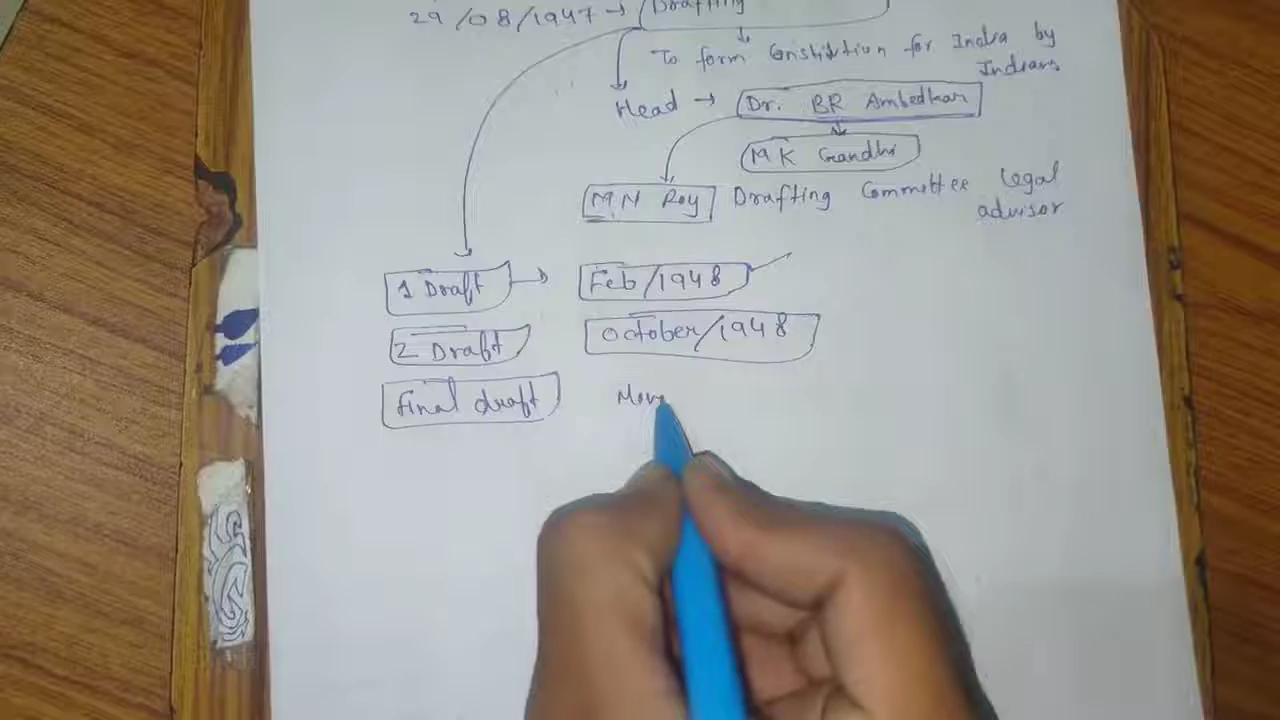 29/08/1947 → Drafting
To form Constitution for India by
Indians
Head → Dr. BR Ambedkar
MK Gandhi
MN Roy Drafting Committee legal
advisor
1 Draft → Feb/1948
2 Draft October/1948
Final draft Mov